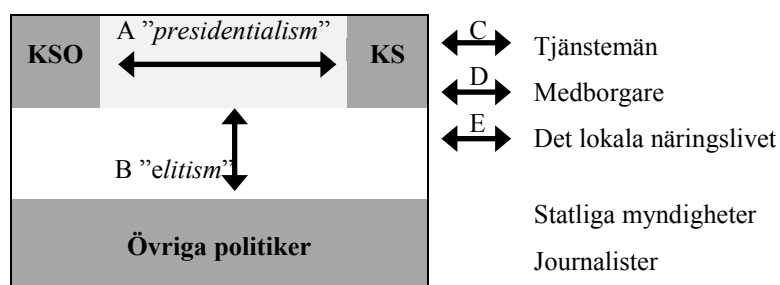 A ”presidentialism”
KSO
KS
B ”elitism”
Övriga politiker
C
Tjänstemän
D
Medborgare
E
Det lokala näringslivet
Statliga myndigheter
Journalister